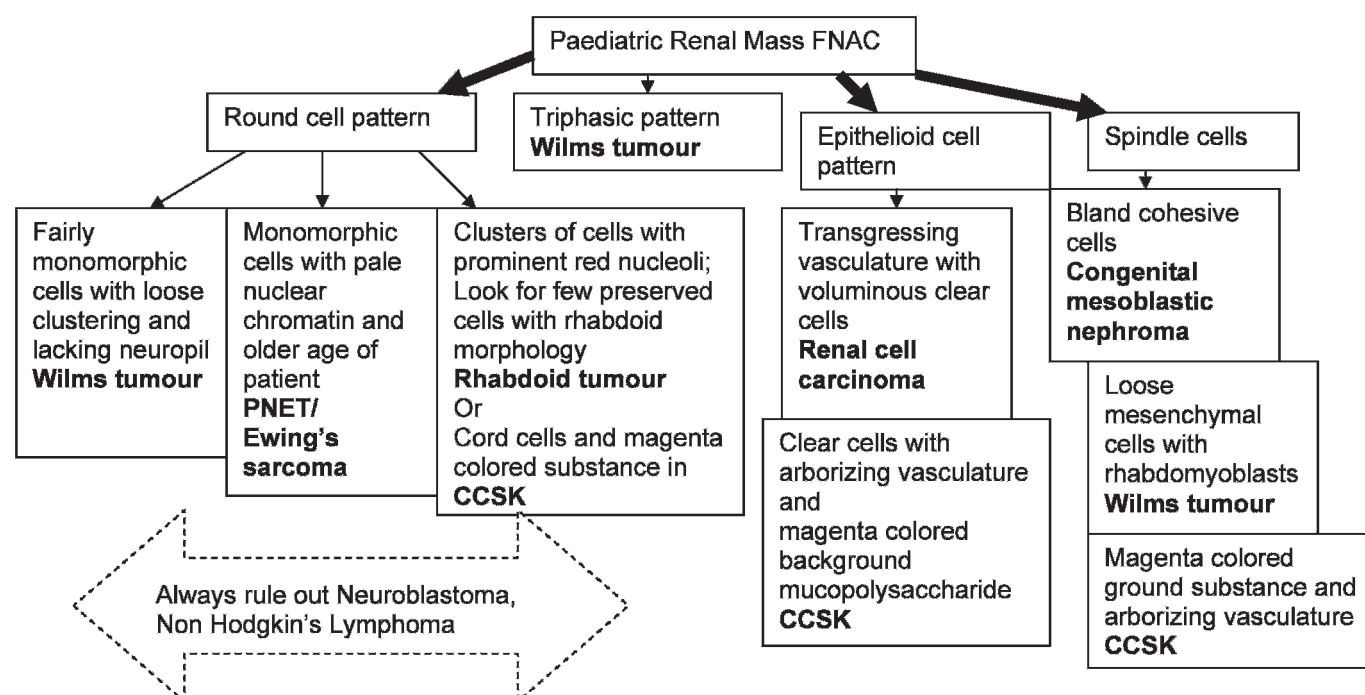 Paediatric Renal Mass FNAC
Round cell pattern
Triphasic pattern
Wilms tumour
Epithelioid cell
pattern
Spindle cells
Fairly
monomorphic
cells with loose
clustering and
lacking neuropil
Wilms tumour
Monomorphic
cells with pale
nuclear
chromatin and
older age of
patient
PNET/
Ewing's
sarcoma
Clusters of cells with
prominent red nucleoli;
Look for few preserved
cells with rhabdoid
morphology
Rhabdoid tumour
Or
Cord cells and magenta
colored substance in
CCSK
Transgressing
vasculature with
voluminous clear
cells
Renal cell
carcinoma
Clear cells with
arborizing vasculature
and
magenta colored
background
mucopolysaccharide
CCSK
Bland cohesive
cells
Congenital
mesoblastic
nephroma
Loose
mesenchymal
cells with
rhabdomyoblasts
Wilms tumour
Magenta colored
ground substance and
arborizing vasculature
CCSK
Always rule out Neuroblastoma,
Non Hodgkin's Lymphoma